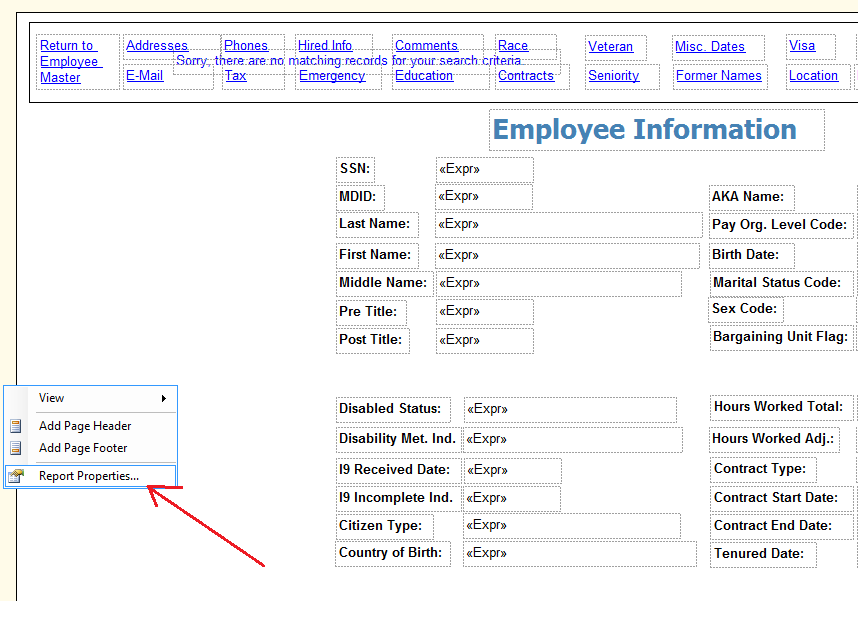 Return to Employee Master
Addresses
Phones
Hired Info
Comments
Race
Veteran
Misc. Dates
Visa
Sorry, there are no matching records for your search criteria.
E-Mail
Tax
Emergency
Education
Contracts
Seniority
Former Names
Location
Employee Information
SSN: «Expr»
MDID: «Expr» AKA Name:
Last Name: «Expr» Pay Org. Level Code:
First Name: «Expr» Birth Date:
Middle Name: «Expr» Marital Status Code:
Pre Title: «Expr» Sex Code:
Post Title: «Expr» Bargaining Unit Flag:
View
Add Page Header
Add Page Footer
Report Properties...
Disabled Status: «Expr» Hours Worked Total:
Disability Met. Ind. «Expr» Hours Worked Adj.:
I9 Received Date: «Expr» Contract Type:
I9 Incomplete Ind. «Expr» Contract Start Date:
Citizen Type: «Expr» Contract End Date:
Country of Birth: «Expr» Tenured Date: